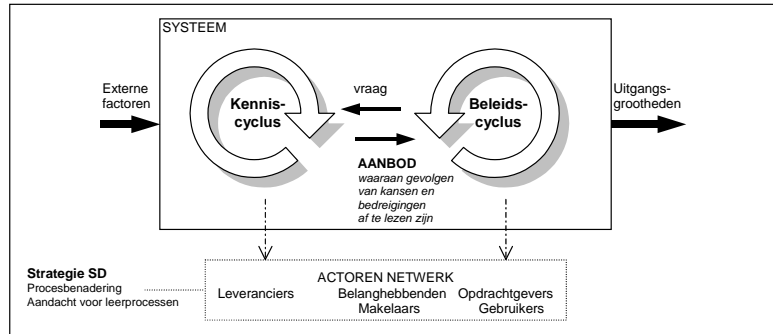 SYSTEEM
Externe
factoren
Kennis-
cyclus
vraag
Beleids-
cyclus
Uitgangs-
grootheden
AANBOD
waaraan gevolgen
van kansen en
bedreigingen
af te lezen zijn
Strategie SD
Procesbenadering
Aandacht voor leerprocessen
ACTOREN NETWERK
Leveranciers
Belanghebbenden
Makelaars
Opdrachtgevers
Gebruikers